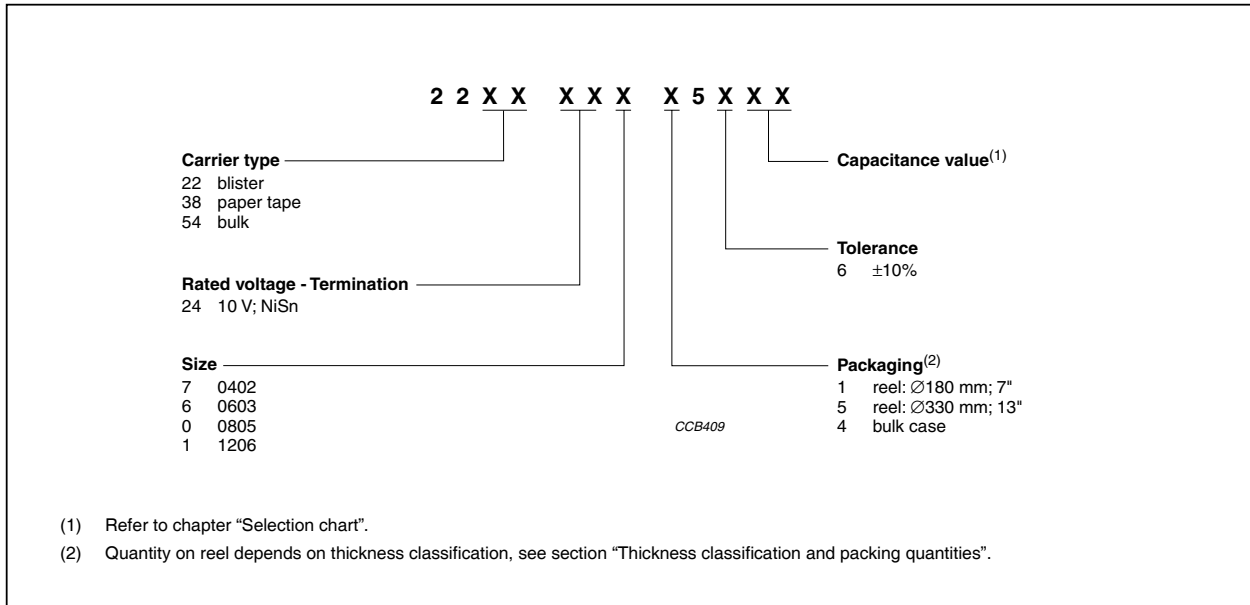 2 2 X X X X X X 5 X X X
Carrier type
22 blister
38 paper tape
54 bulk
Rated voltage - Termination
24 10 V; NiSn
Size
7 0402
6 0603
0 0805
1 1206
Capacitance value(1)
Tolerance
6 ±10%
Packaging(2)
1 reel: ∅180 mm; 7"
5 reel: ∅330 mm; 13"
4 bulk case
CCB409
(1) Refer to chapter “Selection chart”.
(2) Quantity on reel depends on thickness classification, see section “Thickness classification and packing quantities”.